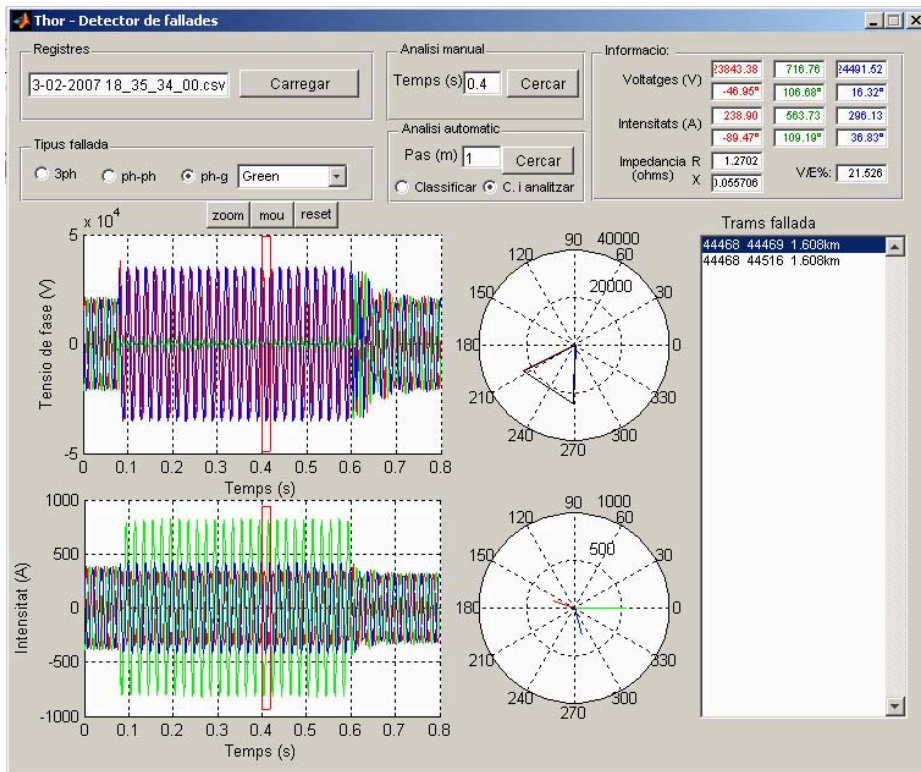 Thor - Detector de fallades
Registres
3-02-2007 18_35_34_00.csv
Carregar
Tipus fallada
3ph
ph-ph
ph-g
Green
Analisi manual
Temps (s) 0.4
Cercar
Analisi automatic
Pas (m) 1
Cercar
Classificar
C. i analitzar
Informacio:
Voltatges (V) 23843.38 716.76 24491.52
-46.95° 106.68° 16.32°
Intensitats (A) 238.90 563.73 296.13
-89.47° 109.19° 36.83°
Impedancia R 1.2702
(ohms) X 0.055706
V/E%: 21.526
zoom
mou
reset
x 10^4
5
0
-5
Tensio de fase (V)
0 0.1 0.2 0.3 0.4 0.5 0.6 0.7 0.8
Temps (s)
90 40000
120 60
20000
150 30
180 0
210 330
240 300
270
Trams fallada
44468 44469 1.608km
44468 44516 1.608km
1000
500
0
-500
-1000
Intensitat (A)
0 0.1 0.2 0.3 0.4 0.5 0.6 0.7 0.8
Temps (s)
90 1000
120 60
500
150 30
180 0
210 330
240 300
270